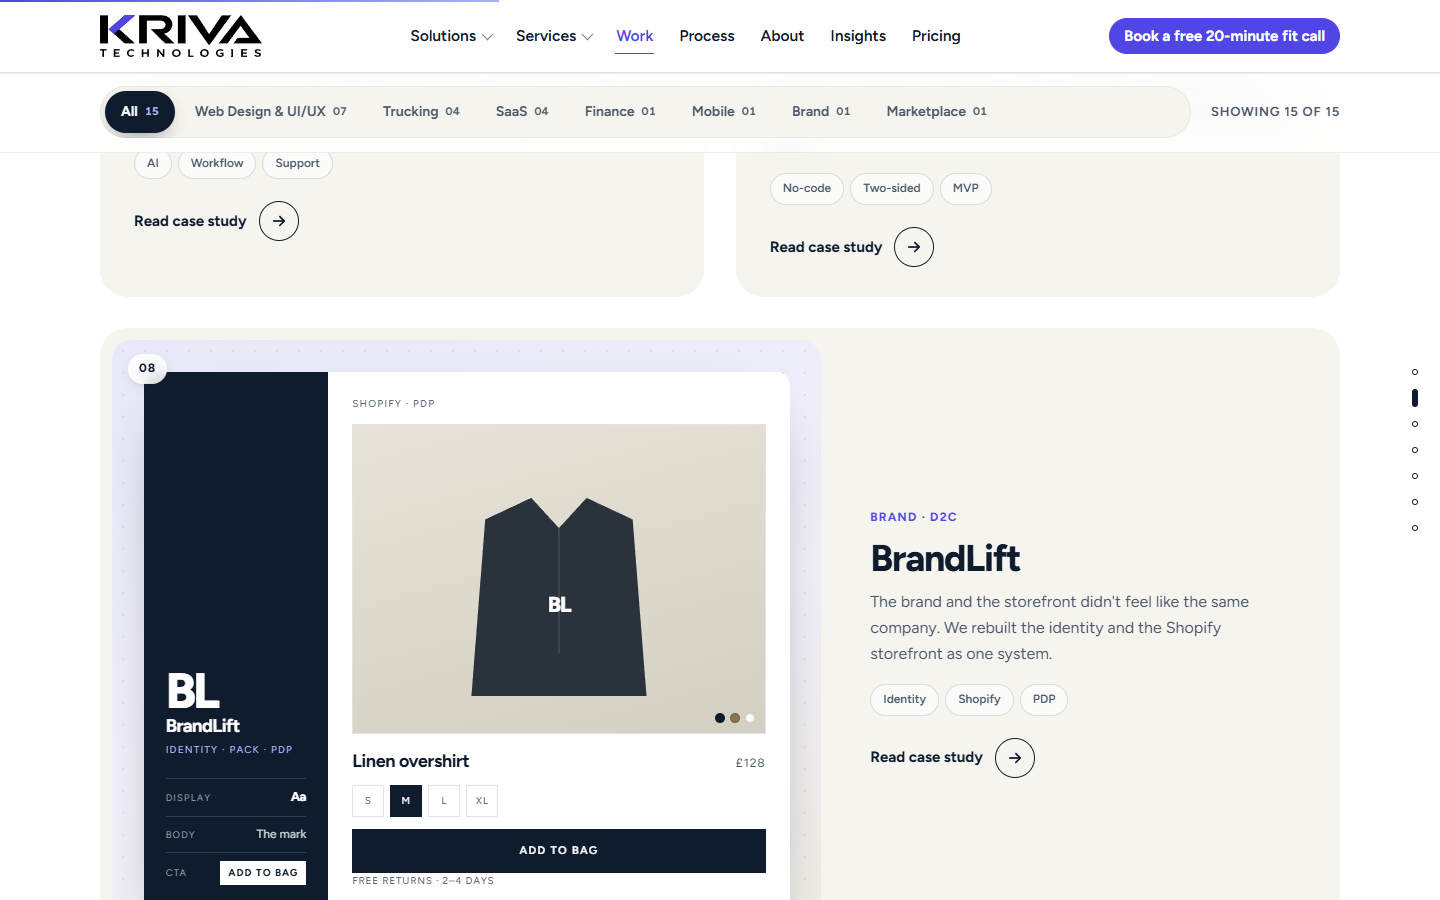 KRIVA
TECHNOLOGIES
Solutions Services Work Process About Insights Pricing
Book a free 20-minute fit call
All 15 Web Design & UI/UX 07 Trucking 04 SaaS 04 Finance 01 Mobile 01 Brand 01 Marketplace 01
SHOWING 15 OF 15
AI Workflow Support
Read case study
No-code Two-sided MVP
Read case study
08
BL
BrandLift
IDENTITY · PACK · PDP
DISPLAY Aa
BODY The mark
CTA ADD TO BAG
SHOPIFY · PDP
BL
Linen overshirt £128
S M L XL
ADD TO BAG
FREE RETURNS · 2–4 DAYS
BRAND · D2C
BrandLift
The brand and the storefront didn't feel like the same
company. We rebuilt the identity and the Shopify
storefront as one system.
Identity Shopify PDP
Read case study